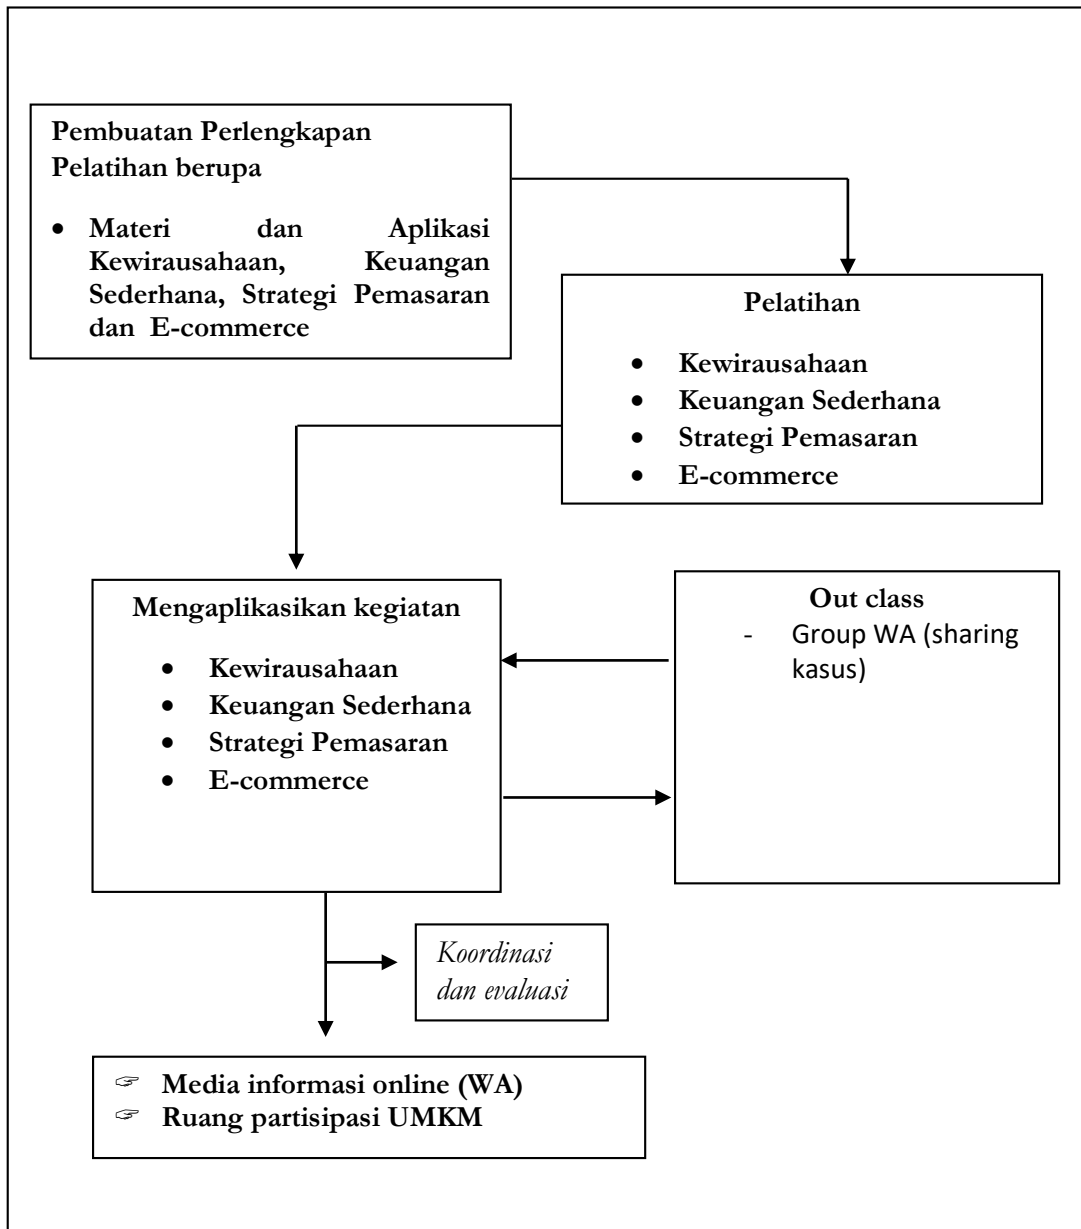 Pembuatan Perlengkapan
Pelatihan berupa
• Materi dan Aplikasi
Kewirausahaan, Keuangan
Sederhana, Strategi Pemasaran
dan E-commerce
Pelatihan
• Kewirausahaan
• Keuangan Sederhana
• Strategi Pemasaran
• E-commerce
Mengaplikasikan kegiatan
• Kewirausahaan
• Keuangan Sederhana
• Strategi Pemasaran
• E-commerce
Out class
- Group WA (sharing
kasus)
Koordinasi
dan evaluasi
☞ Media informasi online (WA)
☞ Ruang partisipasi UMKM